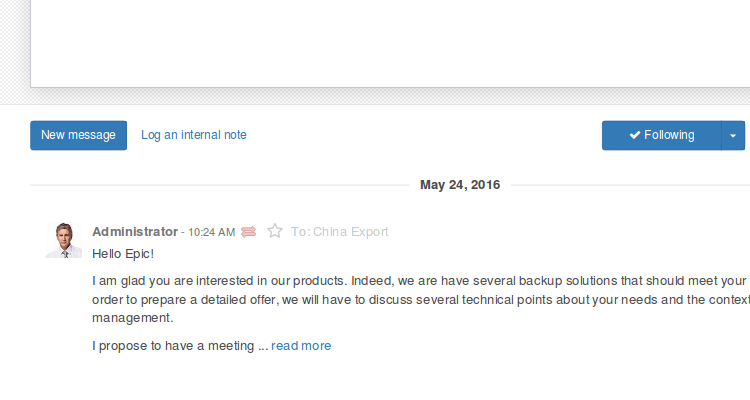 New message Log an internal note Following
May 24, 2016
Administrator - 10:24 AM To: China Export
Hello Epic!
I am glad you are interested in our products. Indeed, we are have several backup solutions that should meet your
order to prepare a detailed offer, we will have to discuss several technical points about your needs and the context
management.
I propose to have a meeting ... read more